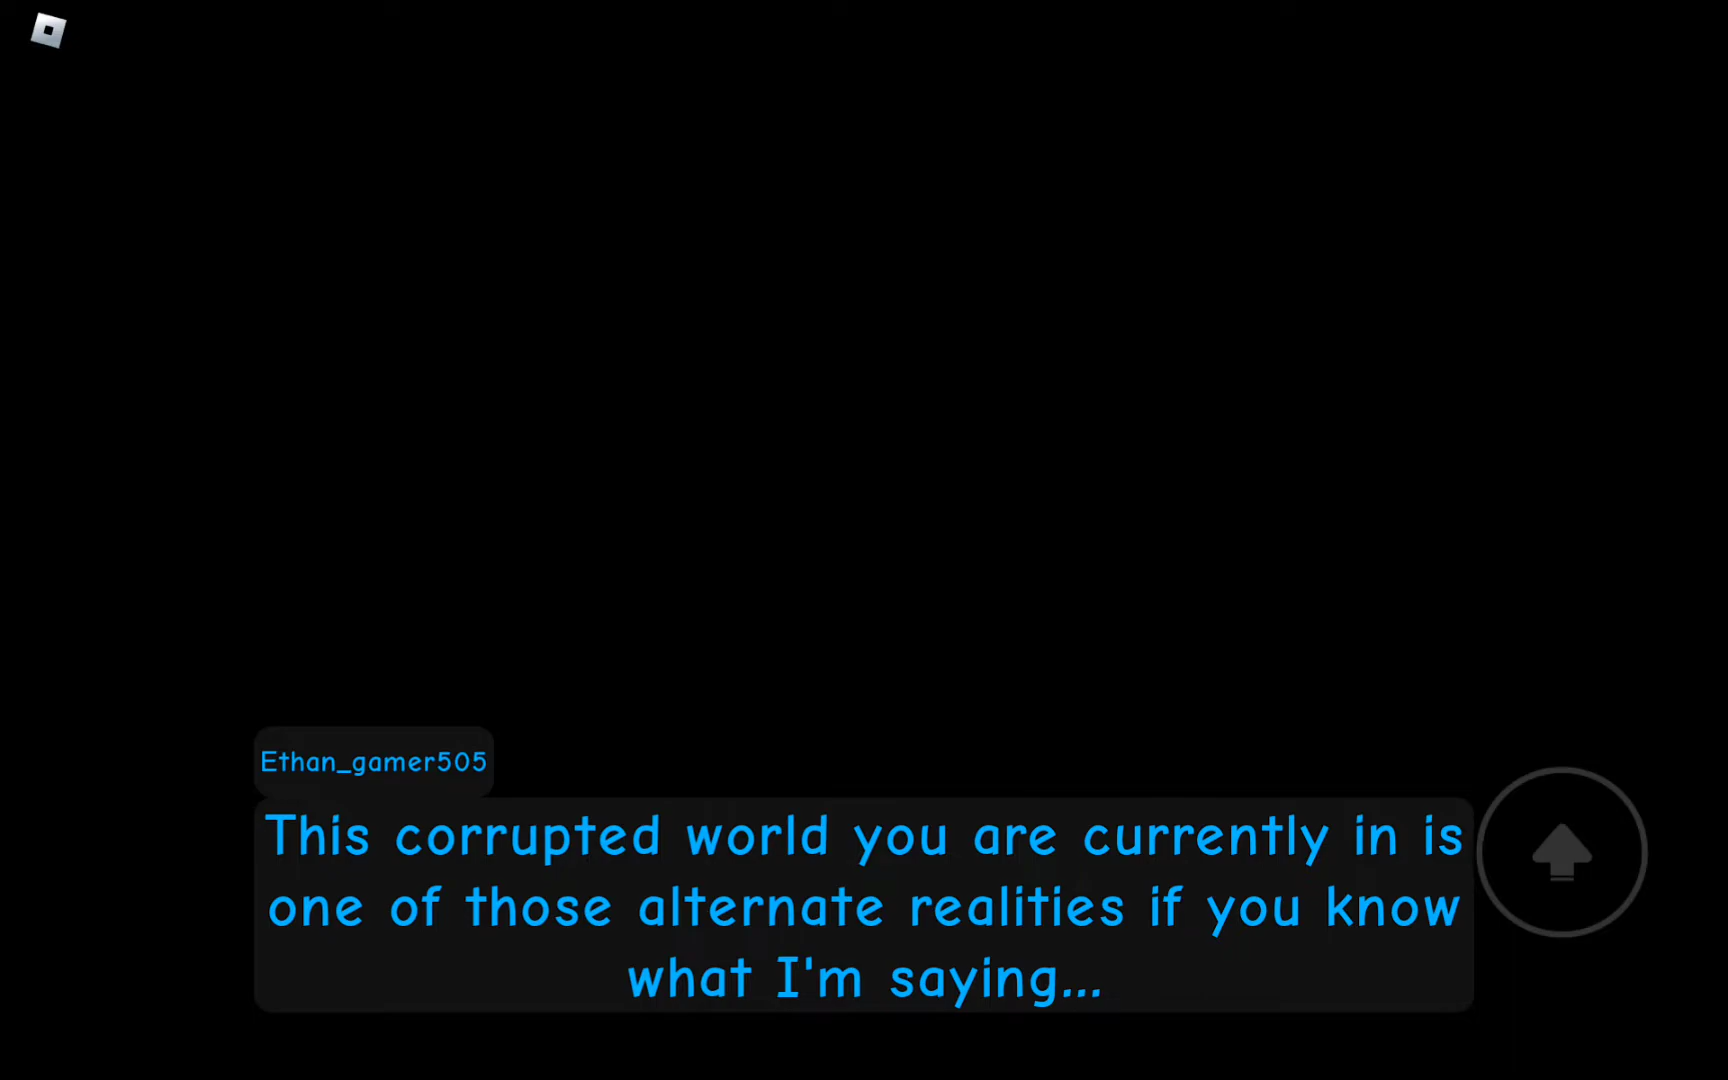 Ethan_gamer505
This corrupted world you are currently in is
one of those alternate realities if you know
what I'm saying...